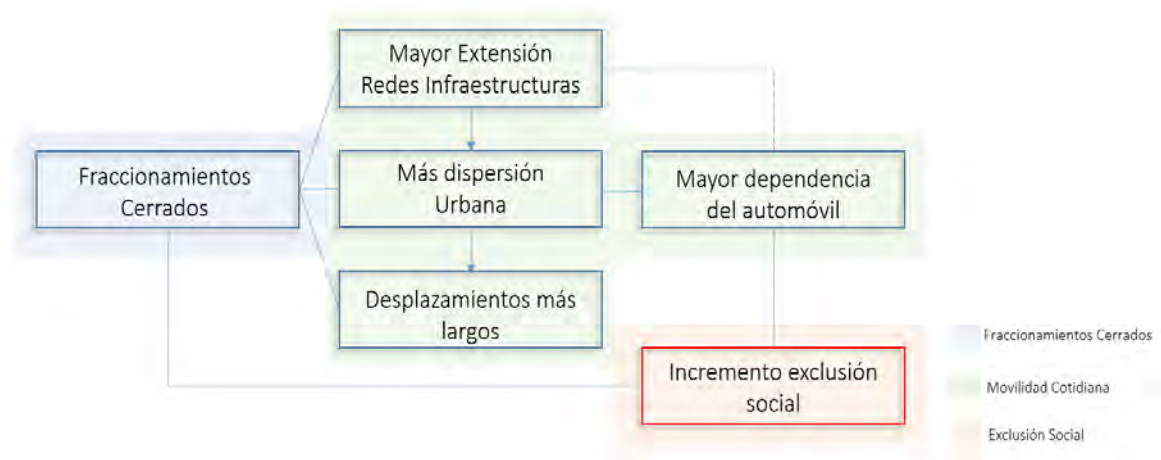 Mayor Extensión
Redes Infraestructuras
Fraccionamientos
Cerrados
Más dispersión
Urbana
Mayor dependencia
del automóvil
Desplazamientos más
largos
Incremento exclusión
social
Fraccionamientos Cerrados
Movilidad Cotidiana
Exclusión Social